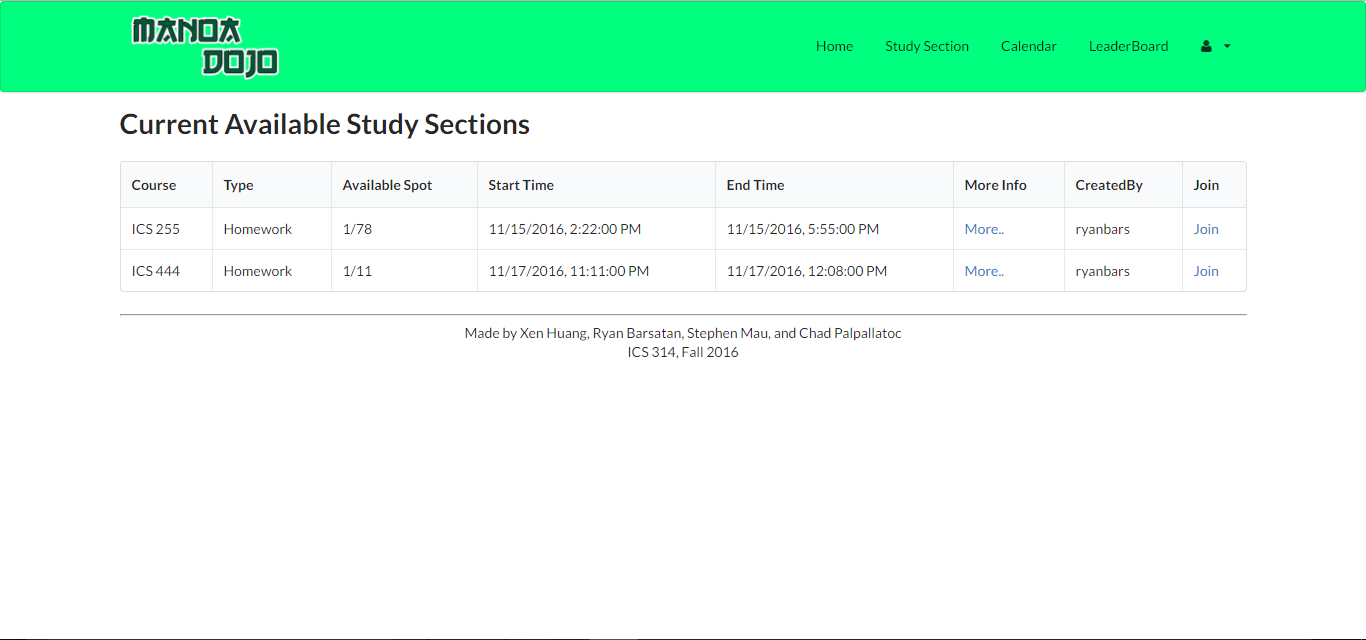 MANOA
DOJO
Home Study Section Calendar LeaderBoard
Current Available Study Sections
Course Type Available Spot Start Time End Time More Info CreatedBy Join
ICS 255 Homework 1/78 11/15/2016, 2:22:00 PM 11/15/2016, 5:55:00 PM More.. ryanbars Join
ICS 444 Homework 1/11 11/17/2016, 11:11:00 PM 11/17/2016, 12:08:00 PM More.. ryanbars Join
Made by Xen Huang, Ryan Barsatan, Stephen Mau, and Chad Palpallatoc
ICS 314, Fall 2016